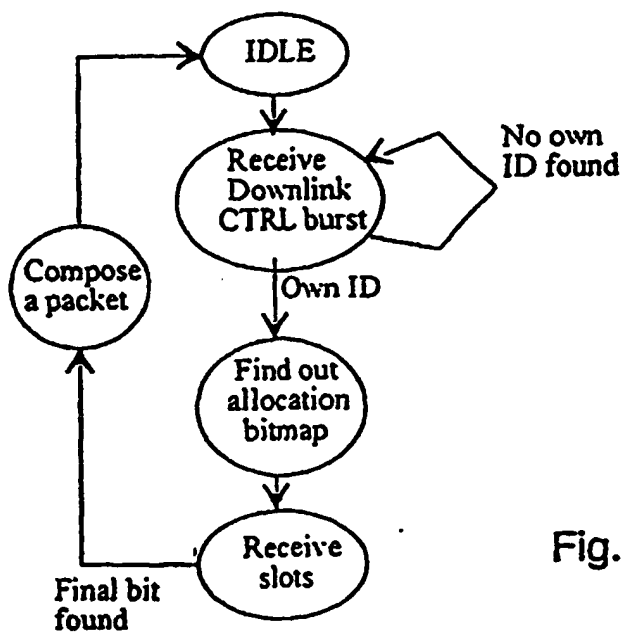 IDLE
Receive
Downlink
CTRL burst
No own
ID found
Own ID
Compose
a packet
Find out
allocation
bitmap
Receive
slots
Final bit
found
Fig.